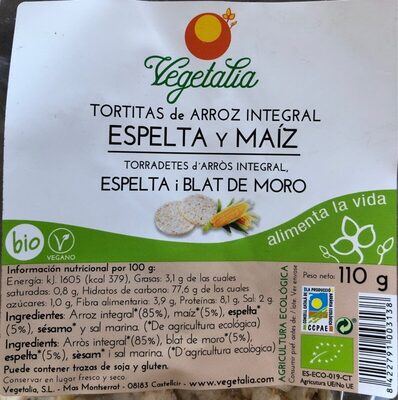 Vegetalia
TORTITAS de ARROZ INTEGRAL
ESPELTA Y MAÍZ
TORRADETES d'ARRÒS INTEGRAL,
ESPELTA i BLAT DE MORO
alimenta la vida
bio
V
VEGANO
Información nutricional por 100 g:
Energía: kJ. 1605 (kcal 379), Grasas: 3,1 g de las cuales
saturadas: 0,8 g, Hidratos de carbono: 77,6 g de los cuales
azúcares: 1,0 g, Fibra alimentaria: 3,9 g, Proteínas: 8,1 g, Sal: 2 g
Ingredientes: Arroz integral*(85%), maíz*(5%), espelta*
(5%), sésamo* y sal marina. (*De agricultura ecológica)
Ingredients: Arròs integral*(85%), blat de moro*(5%),
espelta*(5%), sèsam* i sal marina. (*D'agricultura ecològica)
Puede contener trazas de soja y gluten.
Conservar en lugar fresco y seco.
www.vegetalia.com
Vegetalia, S.L. - Mas Montserrat - 08183 Castellcir
AGRICULTURA ECOLÓGICA
Peso neto: 110 g
LA PRODUCCIÓ
AGRÀRIA
ECOLÒGICA
CCPAE
ES-ECO-019-CT
Agricultura UE/No UE
8422791003138